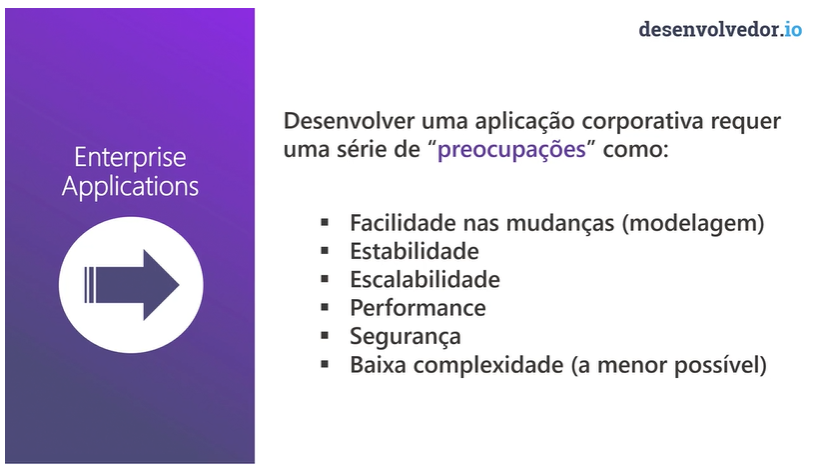 desenvolvedor.io
Enterprise
Applications
Desenvolver uma aplicação corporativa requer
uma série de “preocupações” como:
▪ Facilidade nas mudanças (modelagem)
▪ Estabilidade
▪ Escalabilidade
▪ Performance
▪ Segurança
▪ Baixa complexidade (a menor possível)